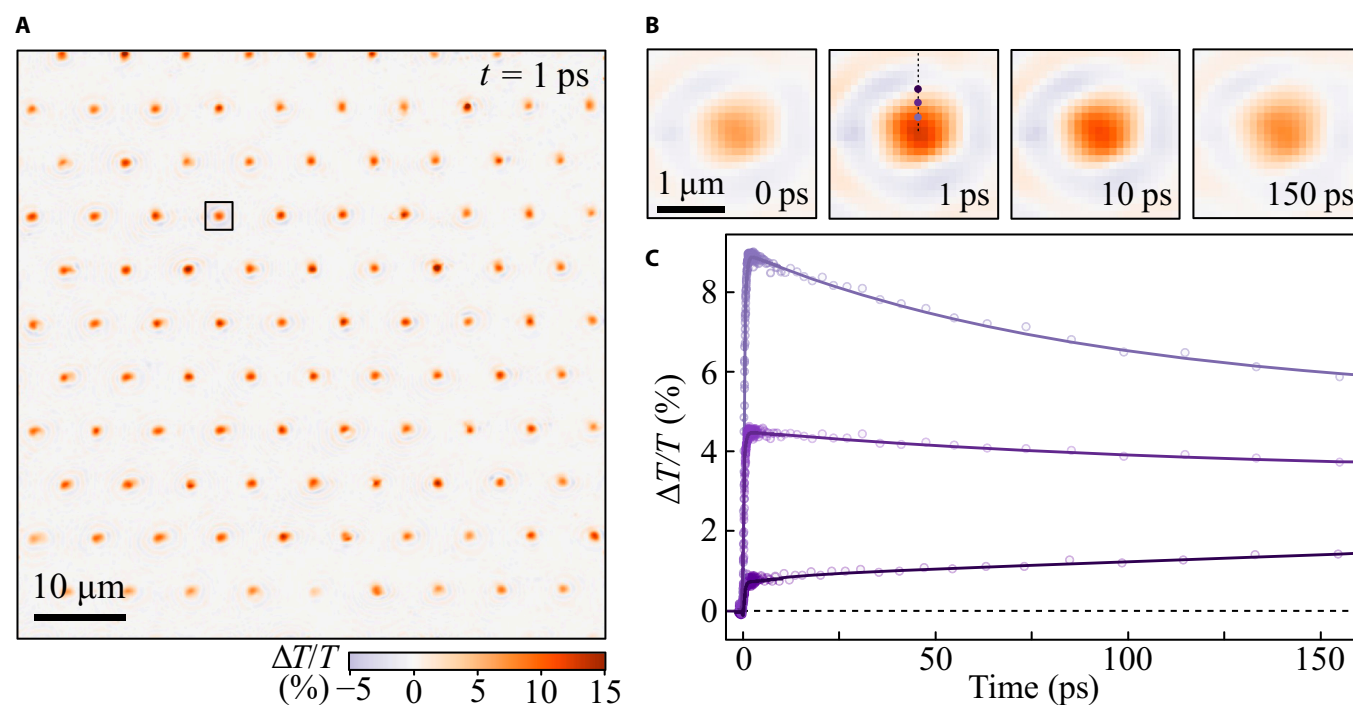 A
t = 1 ps
10 μm
ΔT/T
(%)
−5 0 5 10 15
B
1 μm
0 ps
1 ps
10 ps
150 ps
C
ΔT/T (%)
8
6
4
2
0
0 50 100 150
Time (ps)